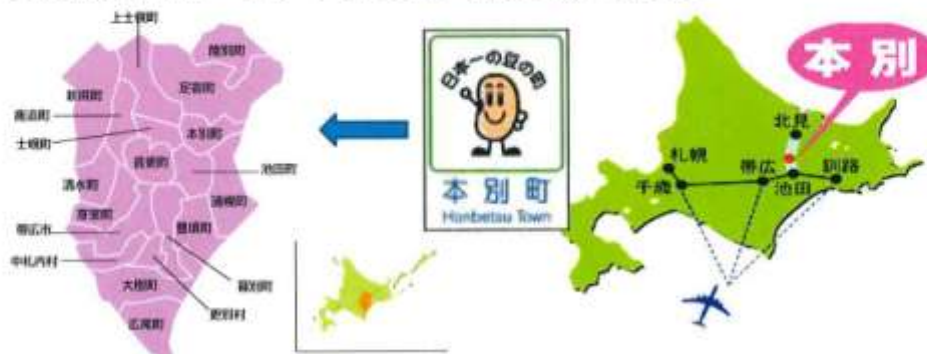 上士幌町
陸別町
新得町
足寄町
鹿追町
本別町
士幌町
音更町
池田町
清水町
浦幌町
芽室町
帯広市
豊頃町
中札内村
幕別町
大樹町
更別村
広尾町
日本一の豆の町
本別町
Honbetsu Town
本別
北見
札幌
帯広
釧路
千歳
池田